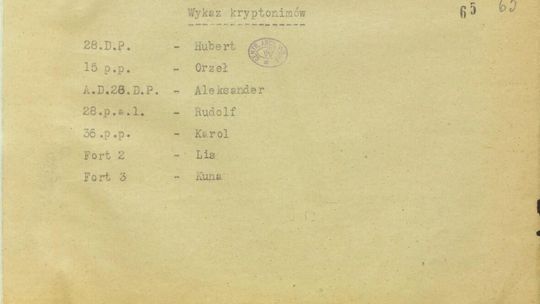 Wykaz kryptonimów
65 65
28.D.P. - Hubert
15 p.p. - Orzeł
A.D.28.D.P. - Aleksander
28.p.a.l. - Rudolf
36.p.p. - Karol
Fort 2 - Lis
Fort 3 - Kuna